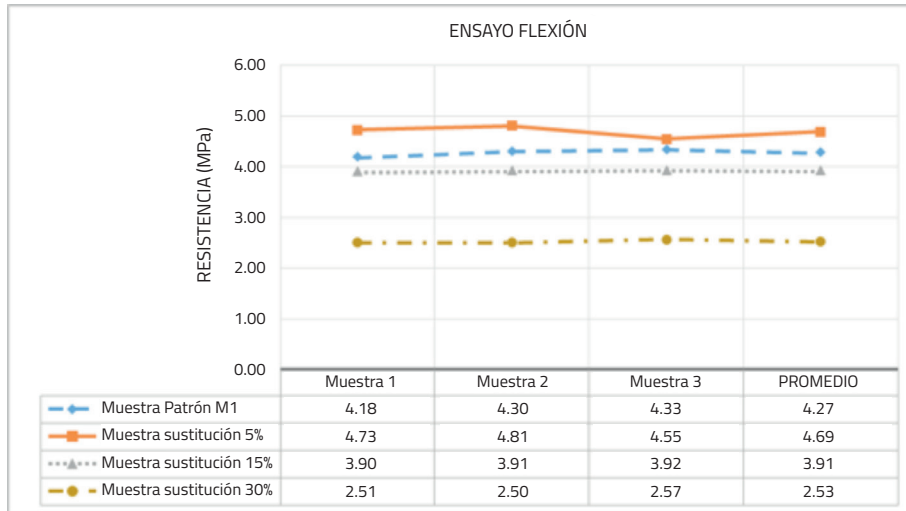 ENSAYO FLEXIÓN
RESISTENCIA (MPa)
6.00
5.00
4.00
3.00
2.00
1.00
0.00
Muestra 1 Muestra 2 Muestra 3 PROMEDIO
Muestra Patrón M1 4.18 4.30 4.33 4.27
Muestra sustitución 5% 4.73 4.81 4.55 4.69
Muestra sustitución 15% 3.90 3.91 3.92 3.91
Muestra sustitución 30% 2.51 2.50 2.57 2.53